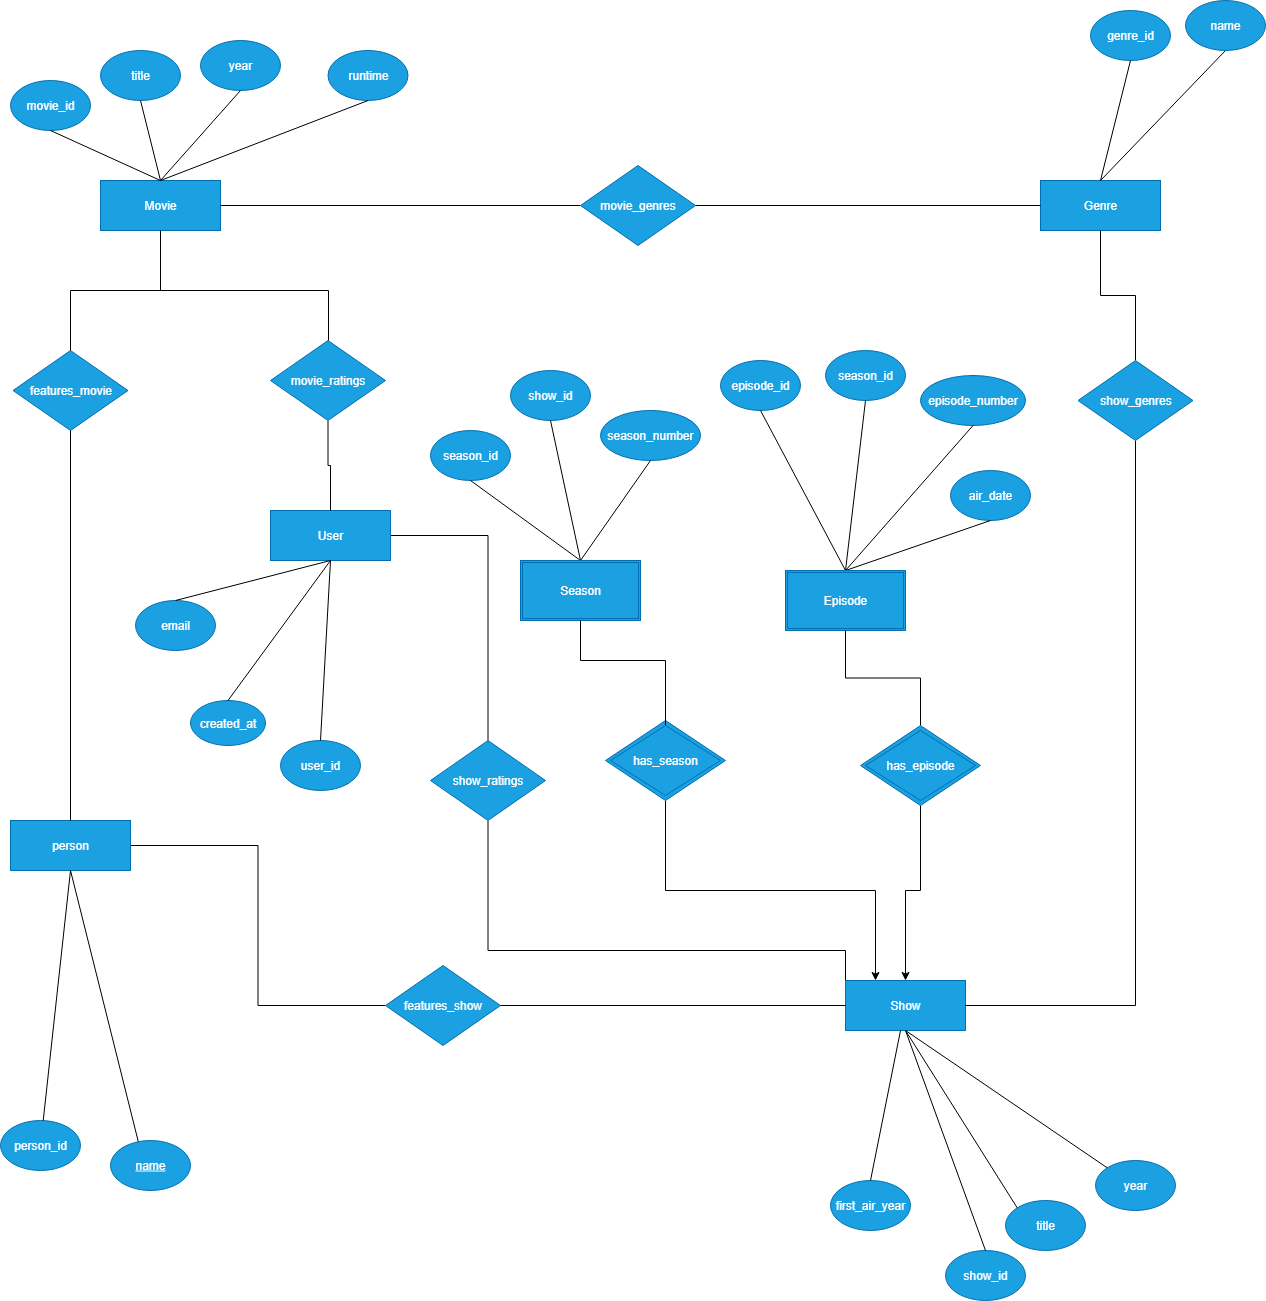 genre_id
name
movie_id
title
year
runtime
Movie
movie_genres
Genre
features_movie
movie_ratings
season_id
show_id
season_number
episode_id
season_id
episode_number
air_date
show_genres
User
Season
Episode
email
created_at
user_id
show_ratings
has_season
has_episode
person
features_show
Show
person_id
name
first_air_year
show_id
title
year